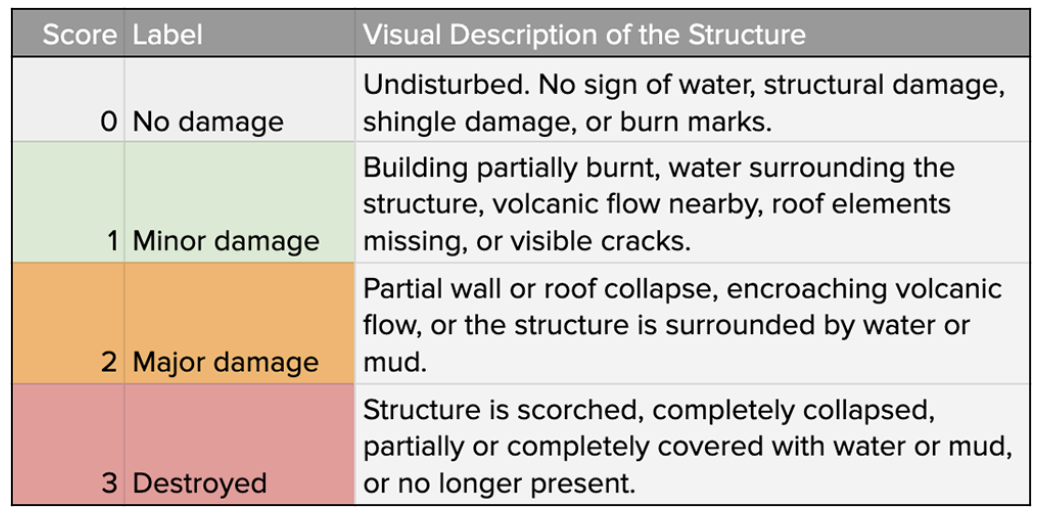 Score Label Visual Description of the Structure
Undisturbed. No sign of water, structural damage,
0 No damage shingle damage, or burn marks.
Building partially burnt, water surrounding the
structure, volcanic flow nearby, roof elements
1 Minor damage missing, or visible cracks.
Partial wall or roof collapse, encroaching volcanic
flow, or the structure is surrounded by water or
2 Major damage mud.
Structure is scorched, completely collapsed,
partially or completely covered with water or mud,
3 Destroyed or no longer present.